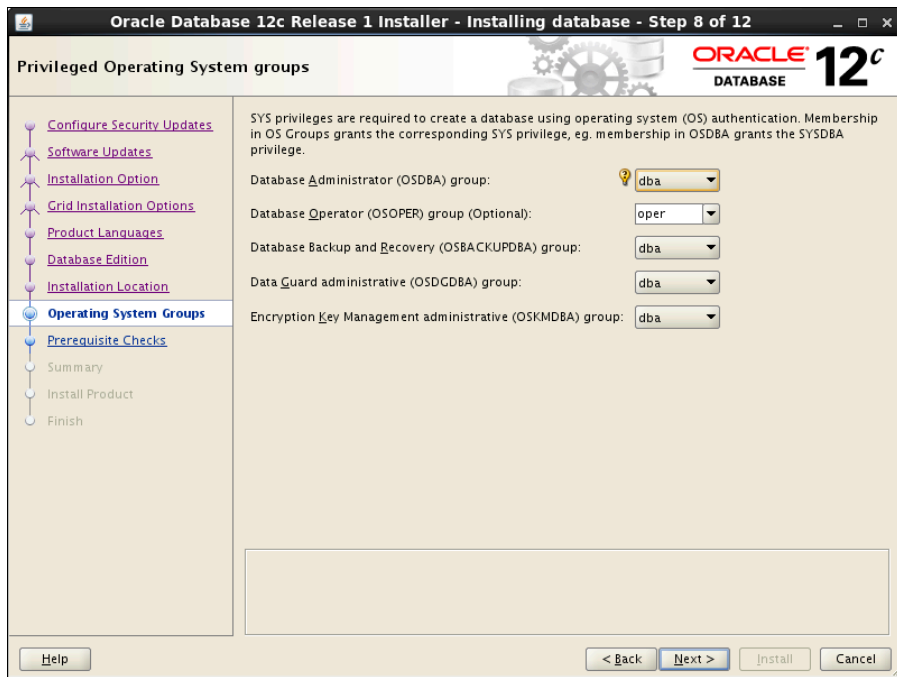 Oracle Database 12c Release 1 Installer - Installing database - Step 8 of 12
Privileged Operating System groups
ORACLE
DATABASE
12c
Configure Security Updates
Software Updates
Installation Option
Grid Installation Options
Product Languages
Database Edition
Installation Location
Operating System Groups
Prerequisite Checks
Summary
Install Product
Finish
SYS privileges are required to create a database using operating system (OS) authentication. Membership
in OS Groups grants the corresponding SYS privilege, eg. membership in OSDBA grants the SYSDBA
privilege.
Database Administrator (OSDBA) group: dba
Database Operator (OSOPER) group (Optional): oper
Database Backup and Recovery (OSBACKUPDBA) group: dba
Data Guard administrative (OSDGDBA) group: dba
Encryption Key Management administrative (OSKMDBA) group: dba
Help
< Back
Next >
Install
Cancel